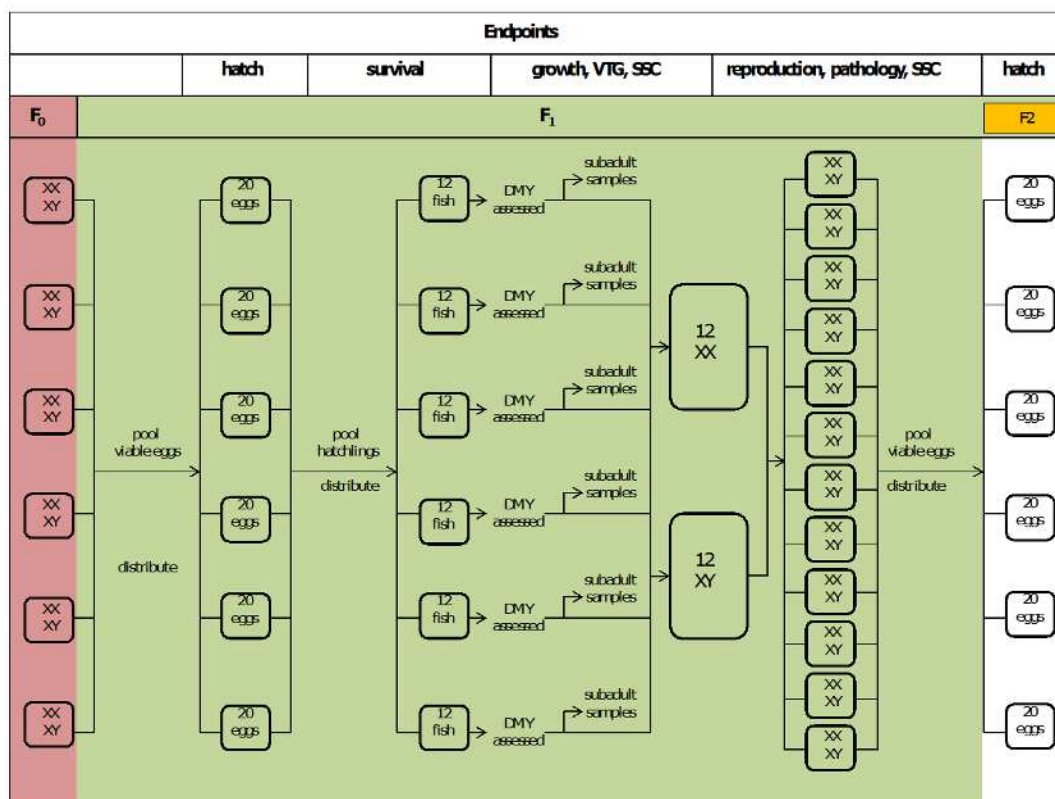 Endpoints
hatch
survival
growth, VTG, SSC
reproduction, pathology, SSC
hatch
F₀
F₁
F2
XX
XY
XX
XY
XX
XY
XX
XY
XX
XY
XX
XY
pool
viable eggs
distribute
20
eggs
20
eggs
20
eggs
20
eggs
20
eggs
20
eggs
pool
hatchlings
distribute
12
fish
12
fish
12
fish
12
fish
12
fish
12
fish
DMY
assessed
DMY
assessed
DMY
assessed
DMY
assessed
DMY
assessed
DMY
assessed
subadult
samples
subadult
samples
subadult
samples
subadult
samples
subadult
samples
subadult
samples
12
XX
12
XY
XX
XY
XX
XY
XX
XY
XX
XY
XX
XY
XX
XY
XX
XY
XX
XY
XX
XY
XX
XY
XX
XY
XX
XY
pool
viable eggs
distribute
20
eggs
20
eggs
20
eggs
20
eggs
20
eggs
20
eggs